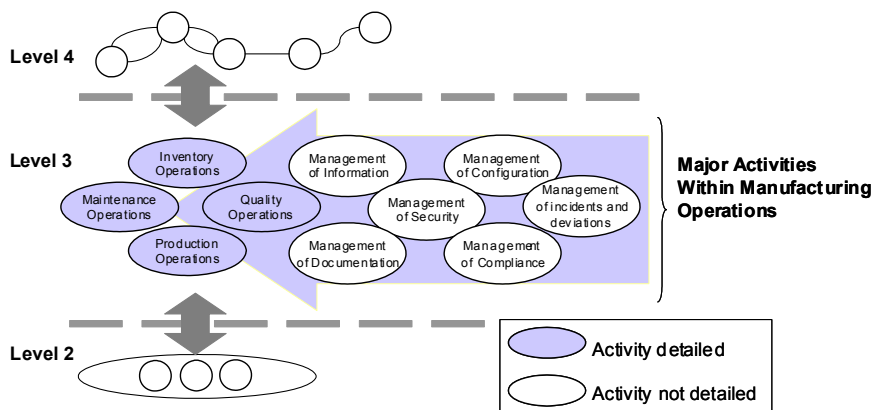 Level 4
Level 3
Inventory
Operations
Maintenance
Operations
Quality
Operations
Production
Operations
Management
of Information
Management
of Configuration
Management
of Security
Management
of incidents and
deviations
Management
of Documentation
Management
of Compliance
Major Activities
Within Manufacturing
Operations
Level 2
Activity detailed
Activity not detailed